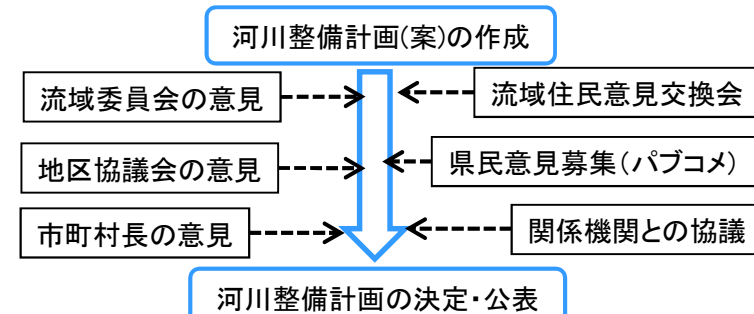 河川整備計画(案)の作成
流域委員会の意見
流域住民意見交換会
地区協議会の意見
県民意見募集(パブコメ)
市町村長の意見
関係機関との協議
河川整備計画の決定・公表